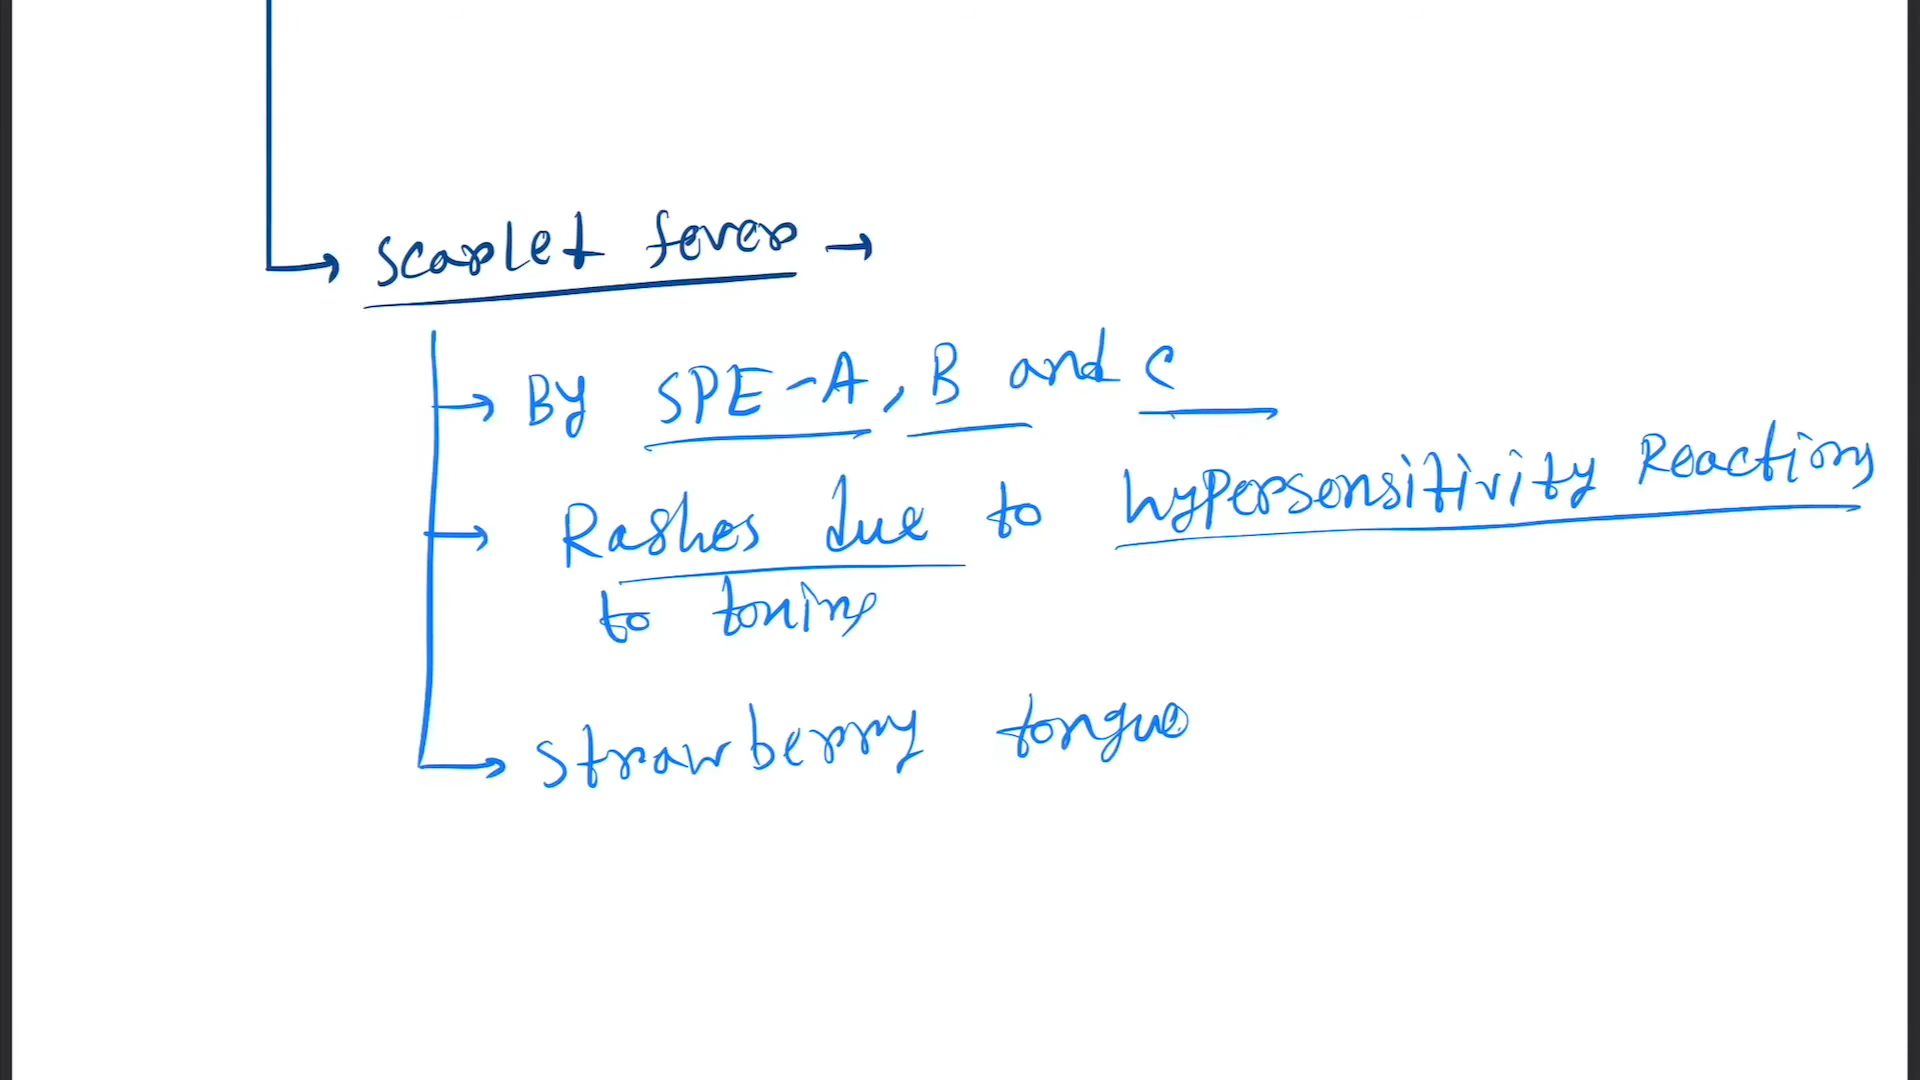 Scarlet fever →
→ By SPE-A, B and C
→ Rashes due to hypersensitivity Reactions
to toxins
→ Strawberry tongue